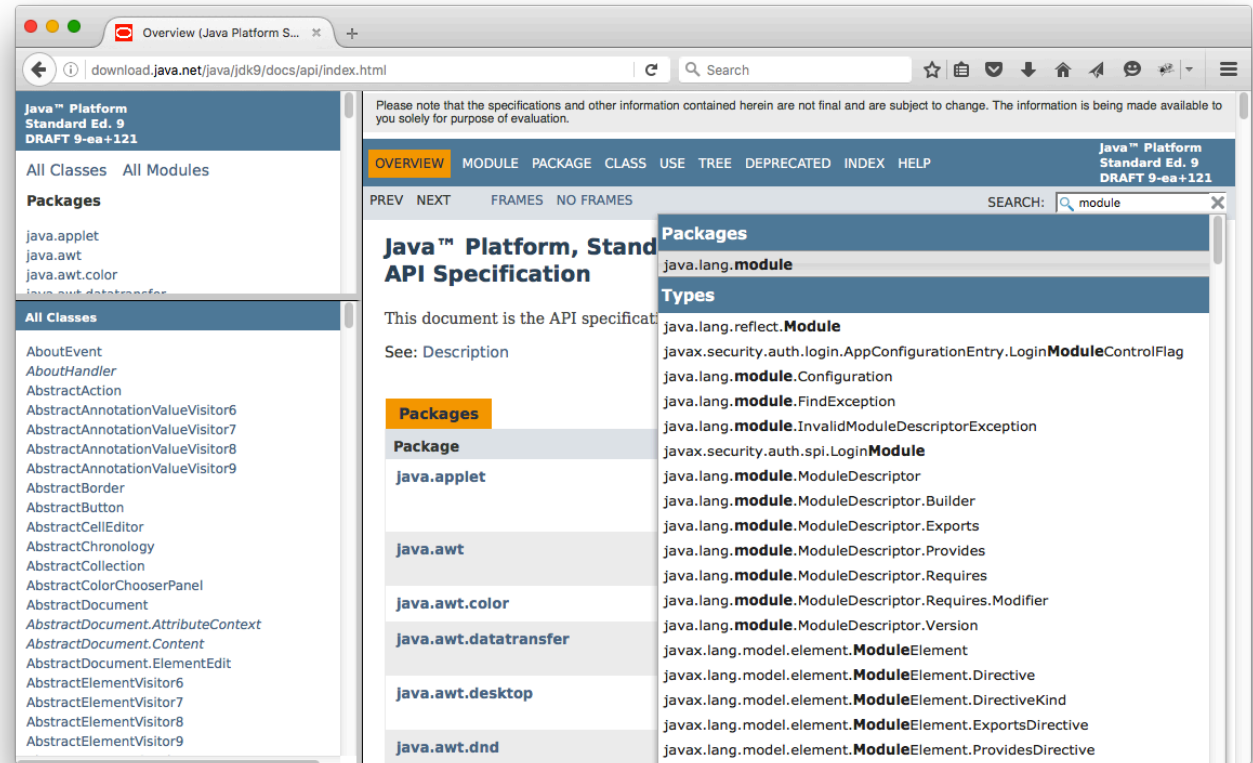 Overview (Java Platform S...
download.java.net/java/jdk9/docs/api/index.html
Search
Java™ Platform
Standard Ed. 9
DRAFT 9-ea+121
All Classes All Modules
Packages
java.applet
java.awt
java.awt.color
java.awt.datatransfer
All Classes
AboutEvent
AboutHandler
AbstractAction
AbstractAnnotationValueVisitor6
AbstractAnnotationValueVisitor7
AbstractAnnotationValueVisitor8
AbstractAnnotationValueVisitor9
AbstractBorder
AbstractButton
AbstractCellEditor
AbstractChronology
AbstractCollection
AbstractColorChooserPanel
AbstractDocument
AbstractDocument.AttributeContext
AbstractDocument.Content
AbstractDocument.ElementEdit
AbstractElementVisitor6
AbstractElementVisitor7
AbstractElementVisitor8
AbstractElementVisitor9
Please note that the specifications and other information contained herein are not final and are subject to change. The information is being made available to
you solely for purpose of evaluation.
OVERVIEW MODULE PACKAGE CLASS USE TREE DEPRECATED INDEX HELP
Java™ Platform
Standard Ed. 9
DRAFT 9-ea+121
PREV NEXT FRAMES NO FRAMES
SEARCH: module
Java™ Platform, Stand
API Specification
This document is the API specificati
See: Description
Packages
Package
java.applet
java.awt
java.awt.color
java.awt.datatransfer
java.awt.desktop
java.awt.dnd
Packages
java.lang.module
Types
java.lang.reflect.Module
javax.security.auth.login.AppConfigurationEntry.LoginModuleControlFlag
java.lang.module.Configuration
java.lang.module.FindException
java.lang.module.InvalidModuleDescriptorException
javax.security.auth.spi.LoginModule
java.lang.module.ModuleDescriptor
java.lang.module.ModuleDescriptor.Builder
java.lang.module.ModuleDescriptor.Exports
java.lang.module.ModuleDescriptor.Provides
java.lang.module.ModuleDescriptor.Requires
java.lang.module.ModuleDescriptor.Requires.Modifier
java.lang.module.ModuleDescriptor.Version
javax.lang.model.element.ModuleElement
javax.lang.model.element.ModuleElement.Directive
javax.lang.model.element.ModuleElement.DirectiveKind
javax.lang.model.element.ModuleElement.ExportsDirective
javax.lang.model.element.ModuleElement.ProvidesDirective